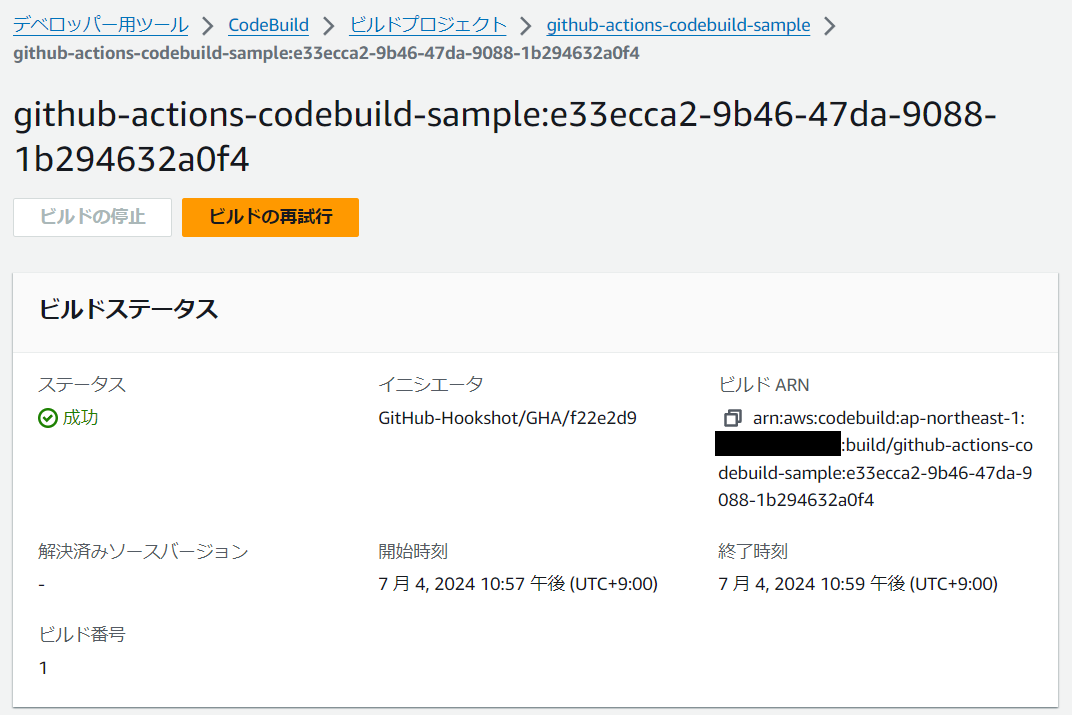 デベロッパー用ツール > CodeBuild > ビルドプロジェクト > github-actions-codebuild-sample >
github-actions-codebuild-sample:e33ecca2-9b46-47da-9088-1b294632a0f4
github-actions-codebuild-sample:e33ecca2-9b46-47da-9088-
1b294632a0f4
ビルドの停止 ビルドの再試行
ビルドステータス
ステータス
成功
イニシエータ
GitHub-Hookshot/GHA/f22e2d9
ビルド ARN
arn:aws:codebuild:ap-northeast-1:
:build/github-actions-co
debuild-sample:e33ecca2-9b46-47da-9
088-1b294632a0f4
解決済みソースバージョン
-
開始時刻
7 月 4, 2024 10:57 午後 (UTC+9:00)
終了時刻
7 月 4, 2024 10:59 午後 (UTC+9:00)
ビルド番号
1